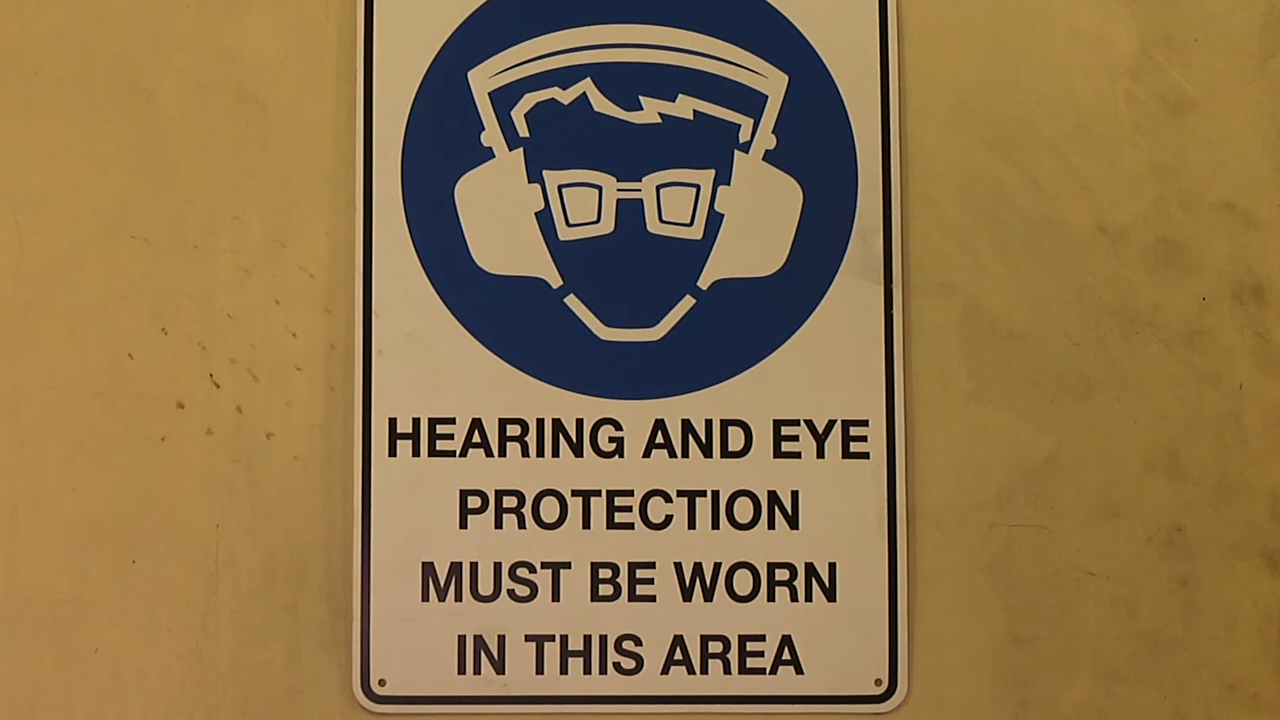 HEARING AND EYE
PROTECTION
MUST BE WORN
IN THIS AREA